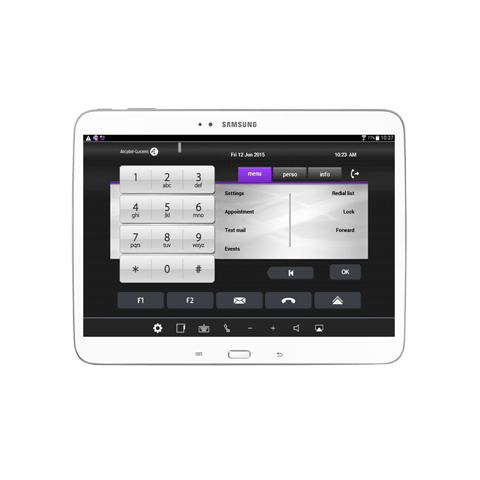 SAMSUNG
77% 10:27
Alcatel-Lucent
Fri 12 Jun 2015 10:23 AM
menu perso info
1 2 abc 3 def
4 ghi 5 jkl 6 mno
7 pqrs 8 tuv 9 wxyz
* 0 #
Settings Redial list
Appointment Lock
Text mail Forward
Events
OK
F1 F2